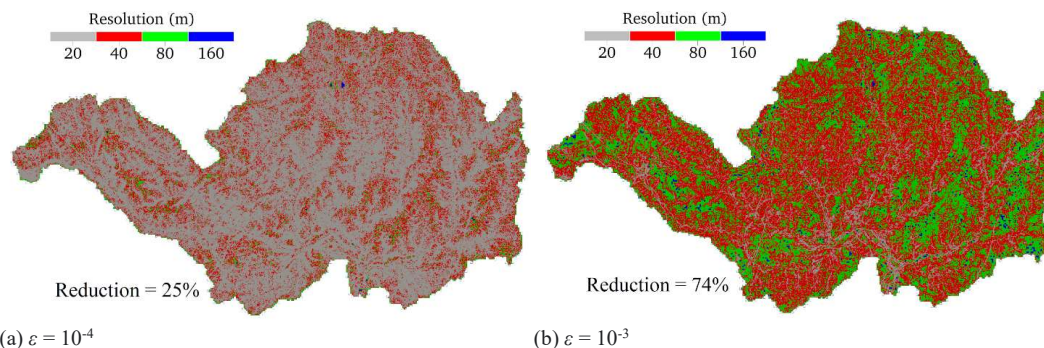 Resolution (m)
20 40 80 160
Reduction = 25%
(a) ε = 10⁻⁴
Resolution (m)
20 40 80 160
Reduction = 74%
(b) ε = 10⁻³